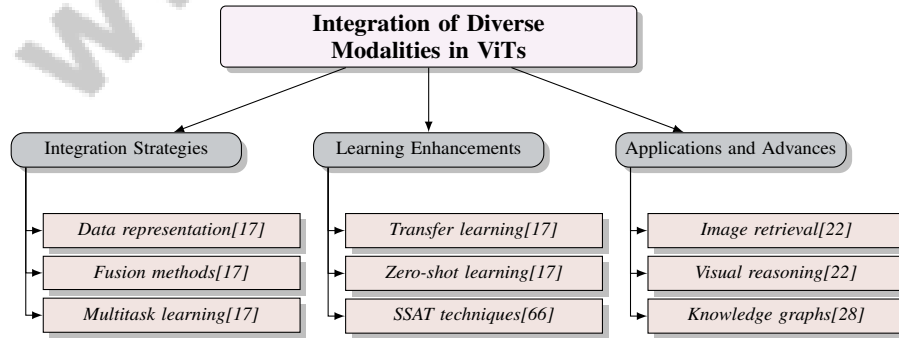 Integration of Diverse
Modalities in ViTs
Integration Strategies
Data representation[17]
Fusion methods[17]
Multitask learning[17]
Learning Enhancements
Transfer learning[17]
Zero-shot learning[17]
SSAT techniques[66]
Applications and Advances
Image retrieval[22]
Visual reasoning[22]
Knowledge graphs[28]